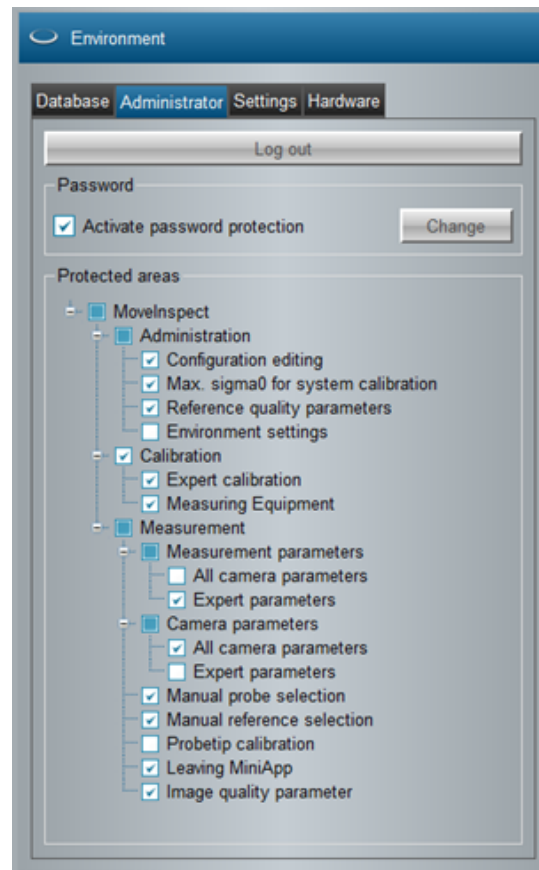 Environment
Database Administrator Settings Hardware
Log out
Password
Activate password protection Change
Protected areas
MoveInspect
Administration
Configuration editing
Max. sigma0 for system calibration
Reference quality parameters
Environment settings
Calibration
Expert calibration
Measuring Equipment
Measurement
Measurement parameters
All camera parameters
Expert parameters
Camera parameters
All camera parameters
Expert parameters
Manual probe selection
Manual reference selection
Probetip calibration
Leaving MiniApp
Image quality parameter